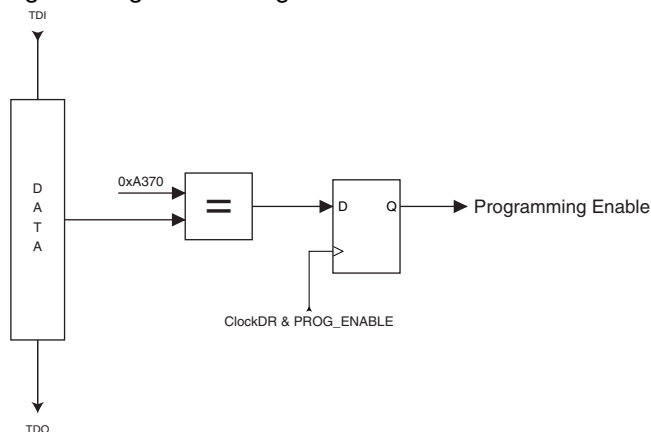 TDI
0xA370
D
A
T
A
=
D
Q
Programming Enable
ClockDR & PROG_ENABLE
TDO